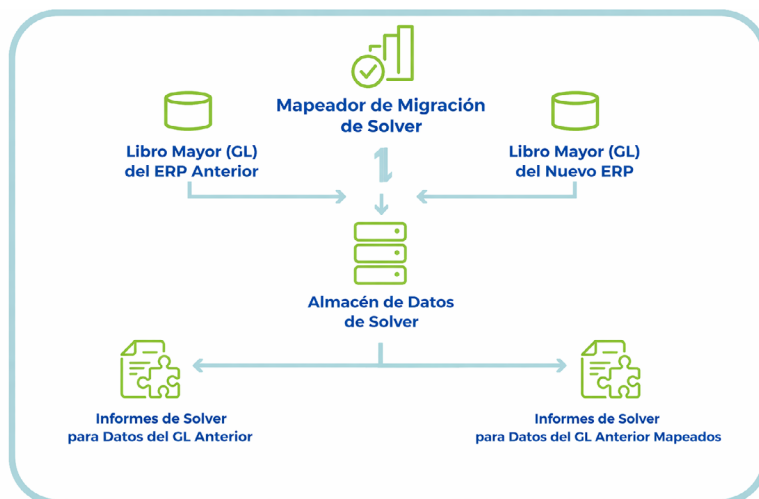 Mapeador de Migración
de Solver
Libro Mayor (GL)
del ERP Anterior
Libro Mayor (GL)
del Nuevo ERP
Almacén de Datos
de Solver
Informes de Solver
para Datos del GL Anterior
Informes de Solver
para Datos del GL Anterior Mapeados